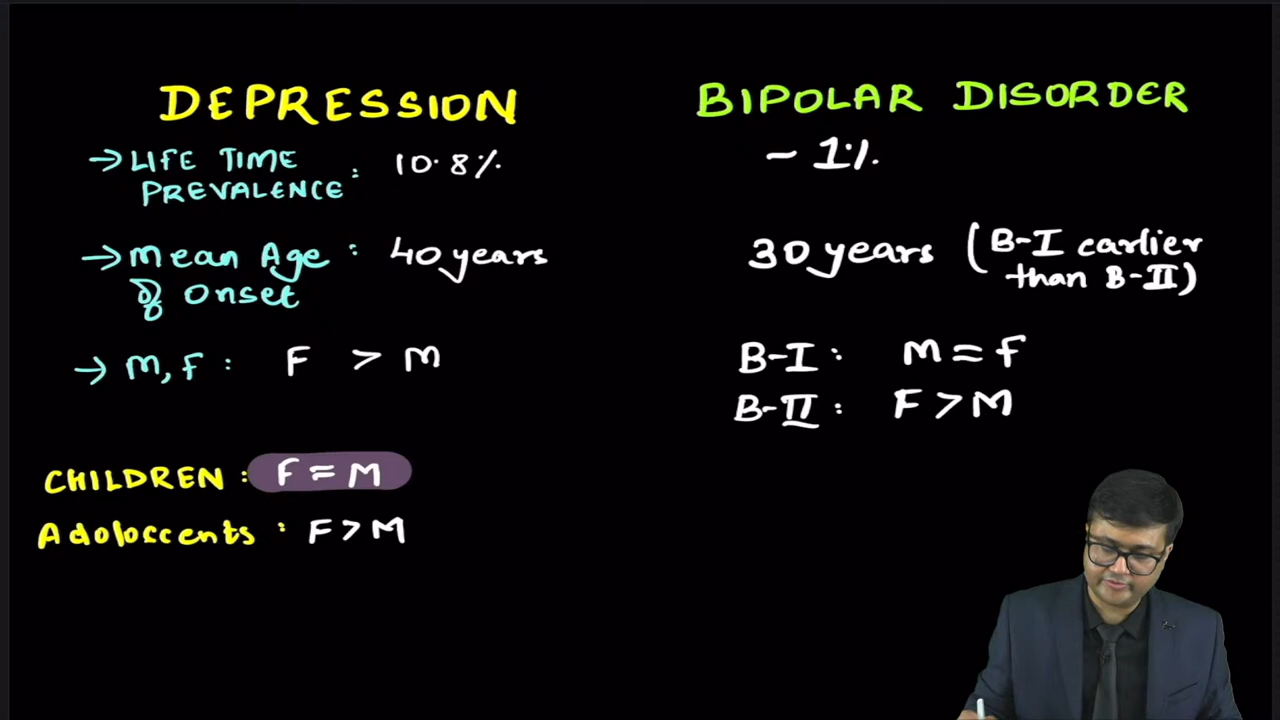 DEPRESSION
→ LIFE TIME PREVALENCE : 10.8%
→ Mean Age of Onset : 40 years
→ M, F : F > M
CHILDREN : F = M
Adoloscents : F > M
BIPOLAR DISORDER
~ 1%
30 years (B-I earlier
than B-II)
B-I : M = F
B-II : F > M